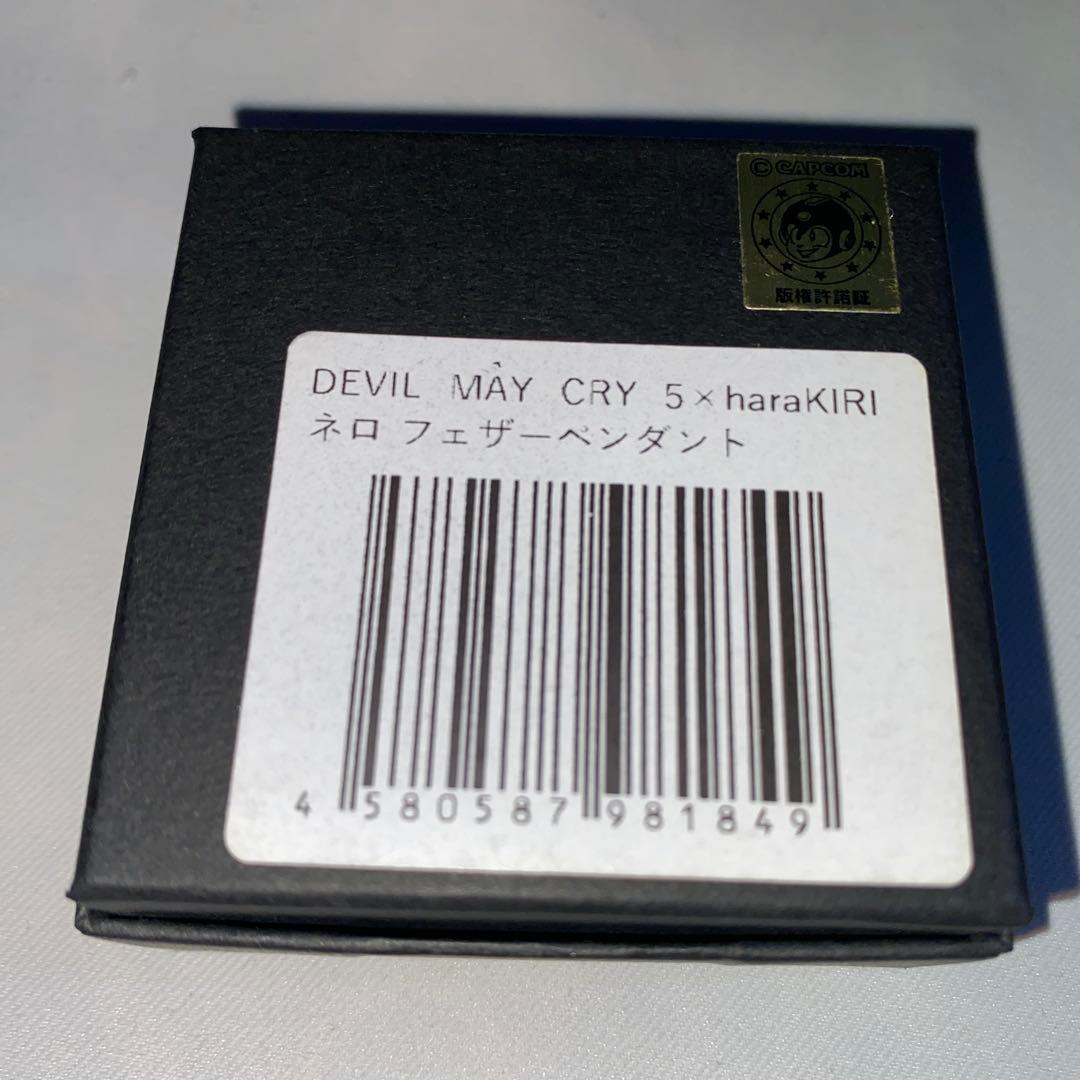 © CAPCOM
版権許諾証
DEVIL MAY CRY 5×haraKIRI
ネロ フェザーペンダント
4 580587 981849